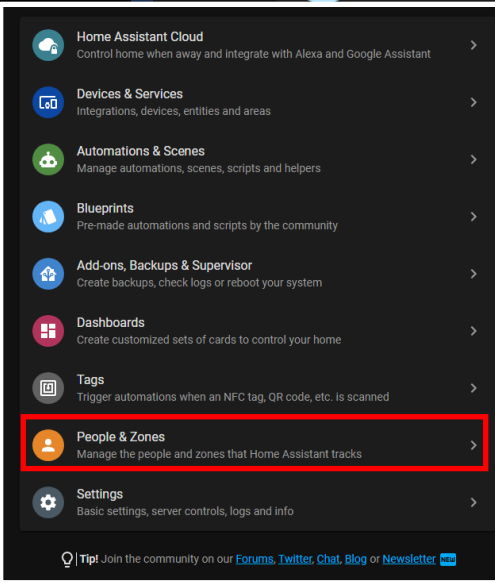 Home Assistant Cloud
Control home when away and integrate with Alexa and Google Assistant
Devices & Services
Integrations, devices, entities and areas
Automations & Scenes
Manage automations, scenes, scripts and helpers
Blueprints
Pre-made automations and scripts by the community
Add-ons, Backups & Supervisor
Create backups, check logs or reboot your system
Dashboards
Create customized sets of cards to control your home
Tags
Trigger automations when an NFC tag, QR code, etc. is scanned
People & Zones
Manage the people and zones that Home Assistant tracks
Settings
Basic settings, server controls, logs and info
Tip! Join the community on our Forums, Twitter, Chat, Blog or Newsletter NEW